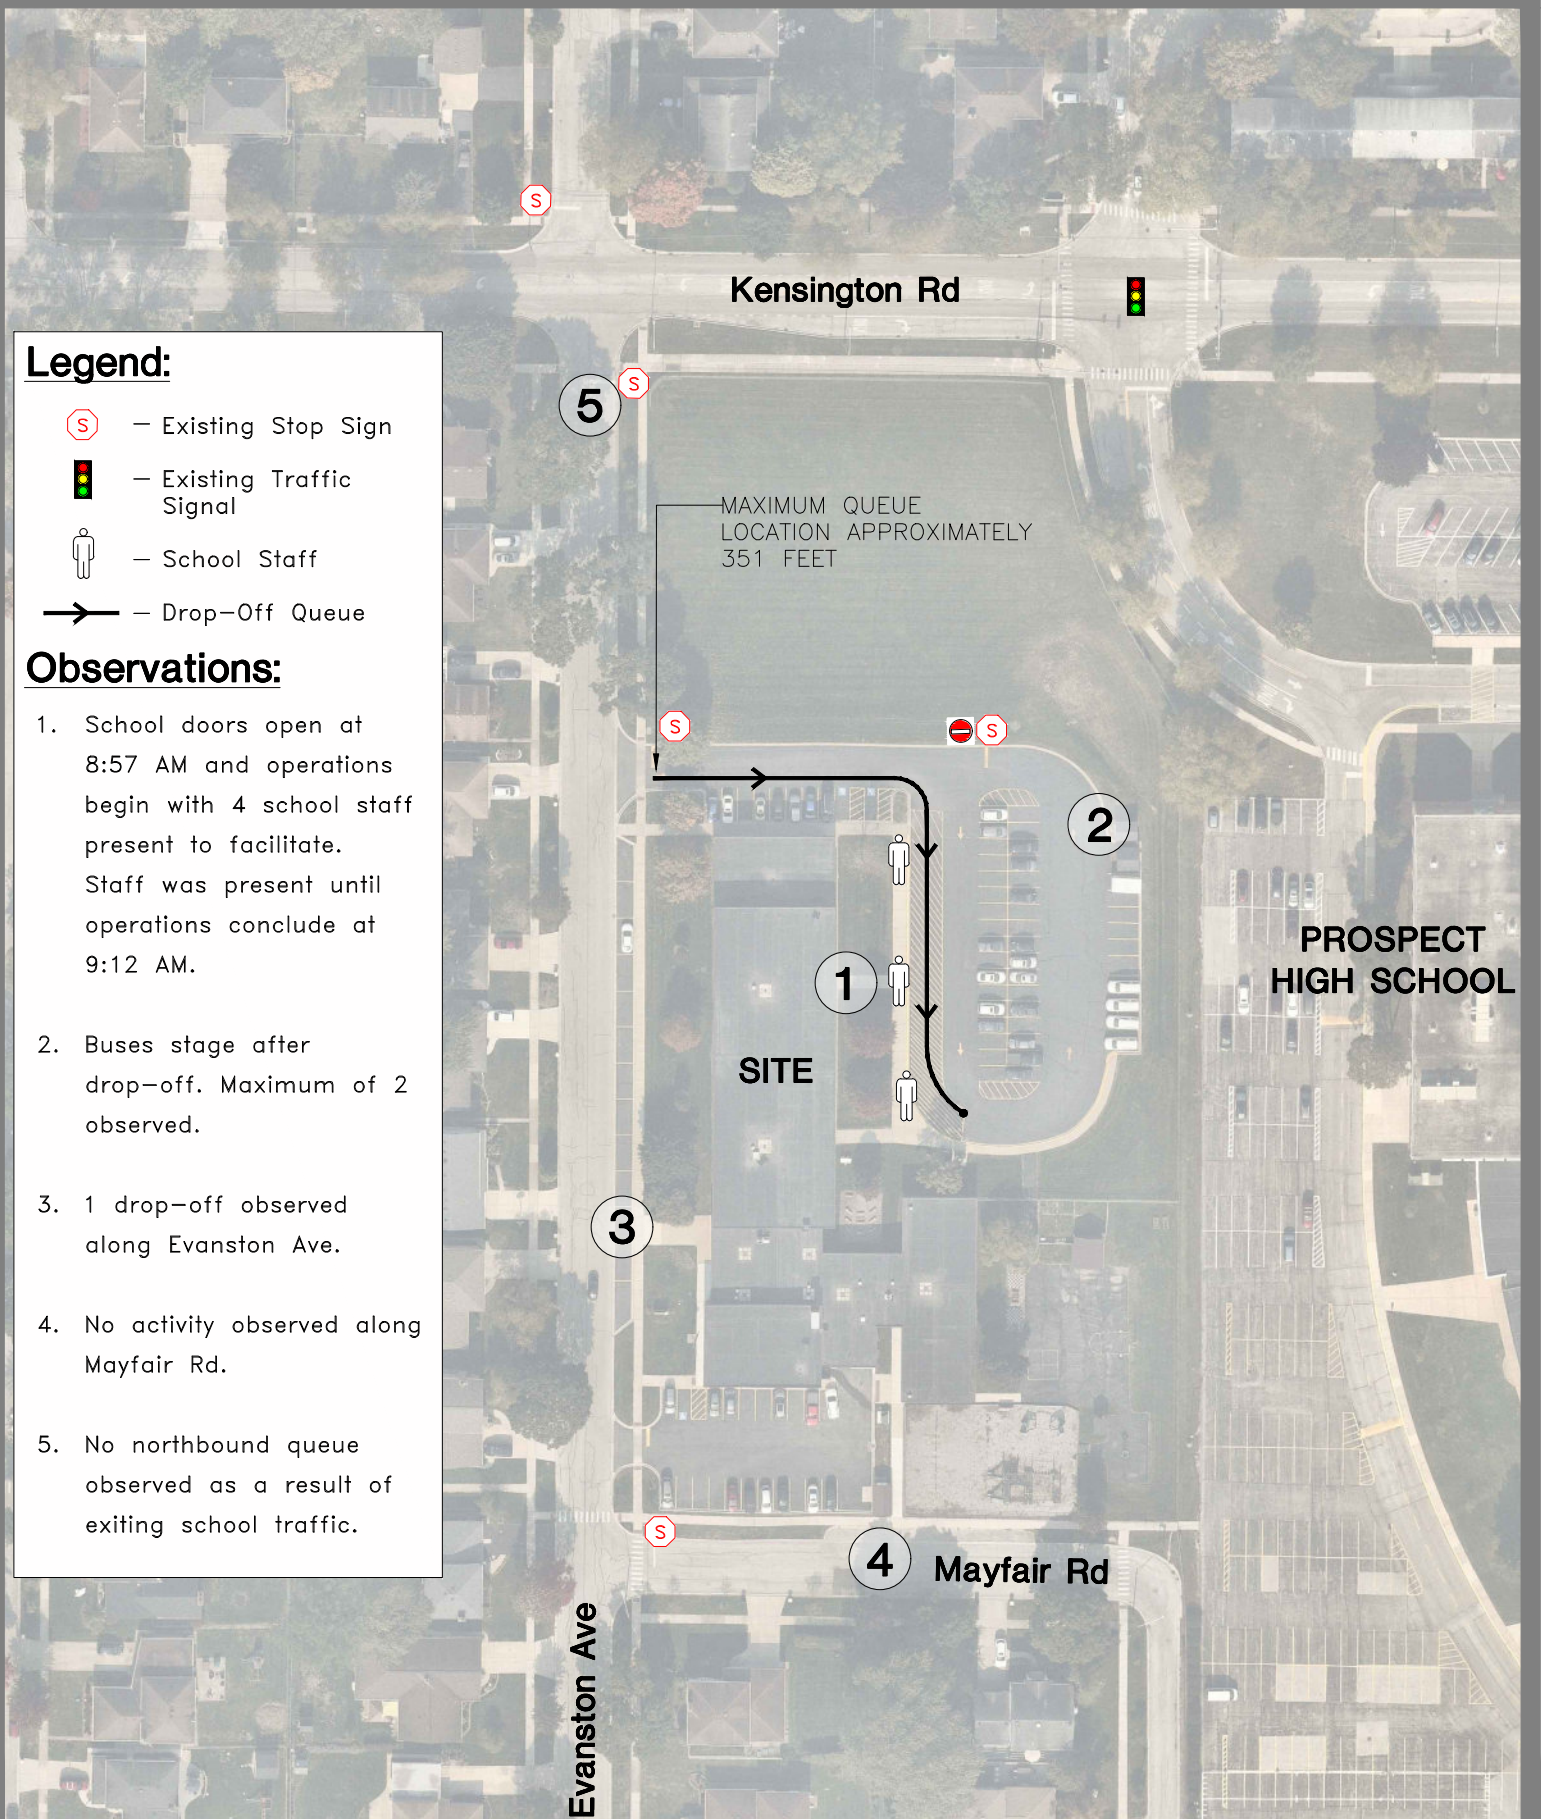 S
Kensington Rd
Legend:
S – Existing Stop Sign
– Existing Traffic
Signal
– School Staff
– Drop–Off Queue
Observations:
1. School doors open at
8:57 AM and operations
begin with 4 school staff
present to facilitate.
Staff was present until
operations conclude at
9:12 AM.
2. Buses stage after
drop–off. Maximum of 2
observed.
3. 1 drop–off observed
along Evanston Ave.
4. No activity observed along
Mayfair Rd.
5. No northbound queue
observed as a result of
exiting school traffic.
S
5
MAXIMUM QUEUE
LOCATION APPROXIMATELY
351 FEET
S
S
2
PROSPECT
HIGH SCHOOL
1
SITE
3
S
4
Mayfair Rd
Evanston Ave